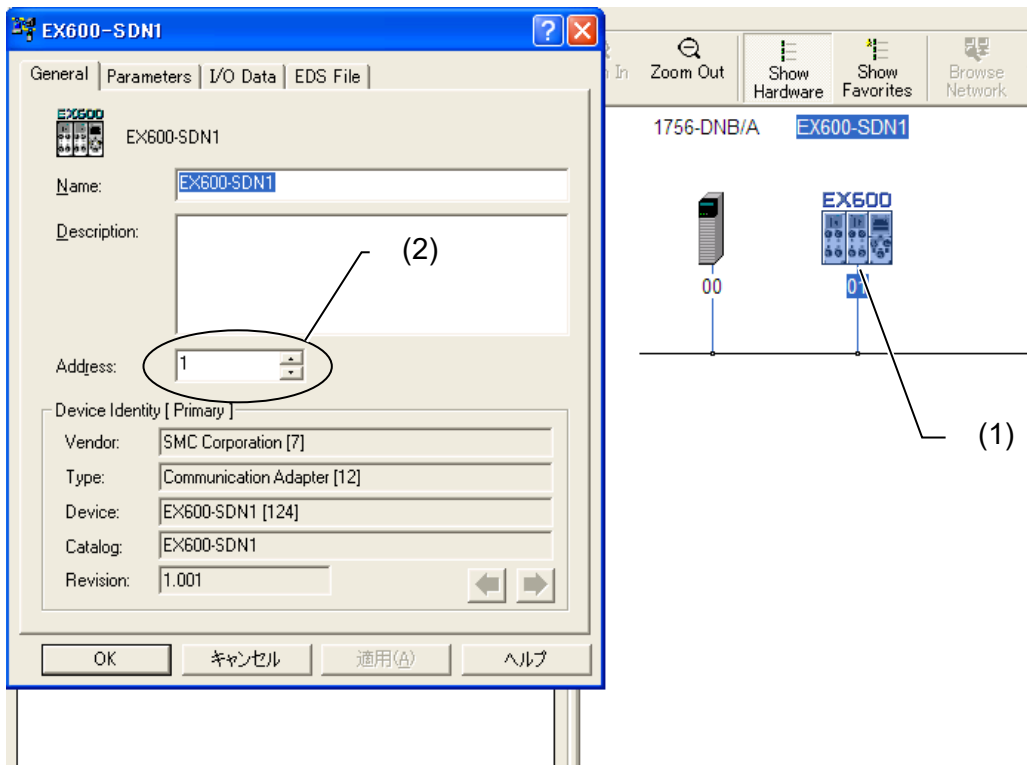 EX600-SDN1
General Parameters I/O Data EDS File
EX600
EX600-SDN1
Name: EX600-SDN1
Description:
(2)
Address: 1
Device Identity [ Primary ]
Vendor: SMC Corporation [7]
Type: Communication Adapter [12]
Device: EX600-SDN1 [124]
Catalog: EX600-SDN1
Revision: 1.001
OK キャンセル 適用(A) ヘルプ
In Zoom Out Show Hardware Show Favorites Browse Network
1756-DNB/A EX600-SDN1
EX600
00 01
(1)